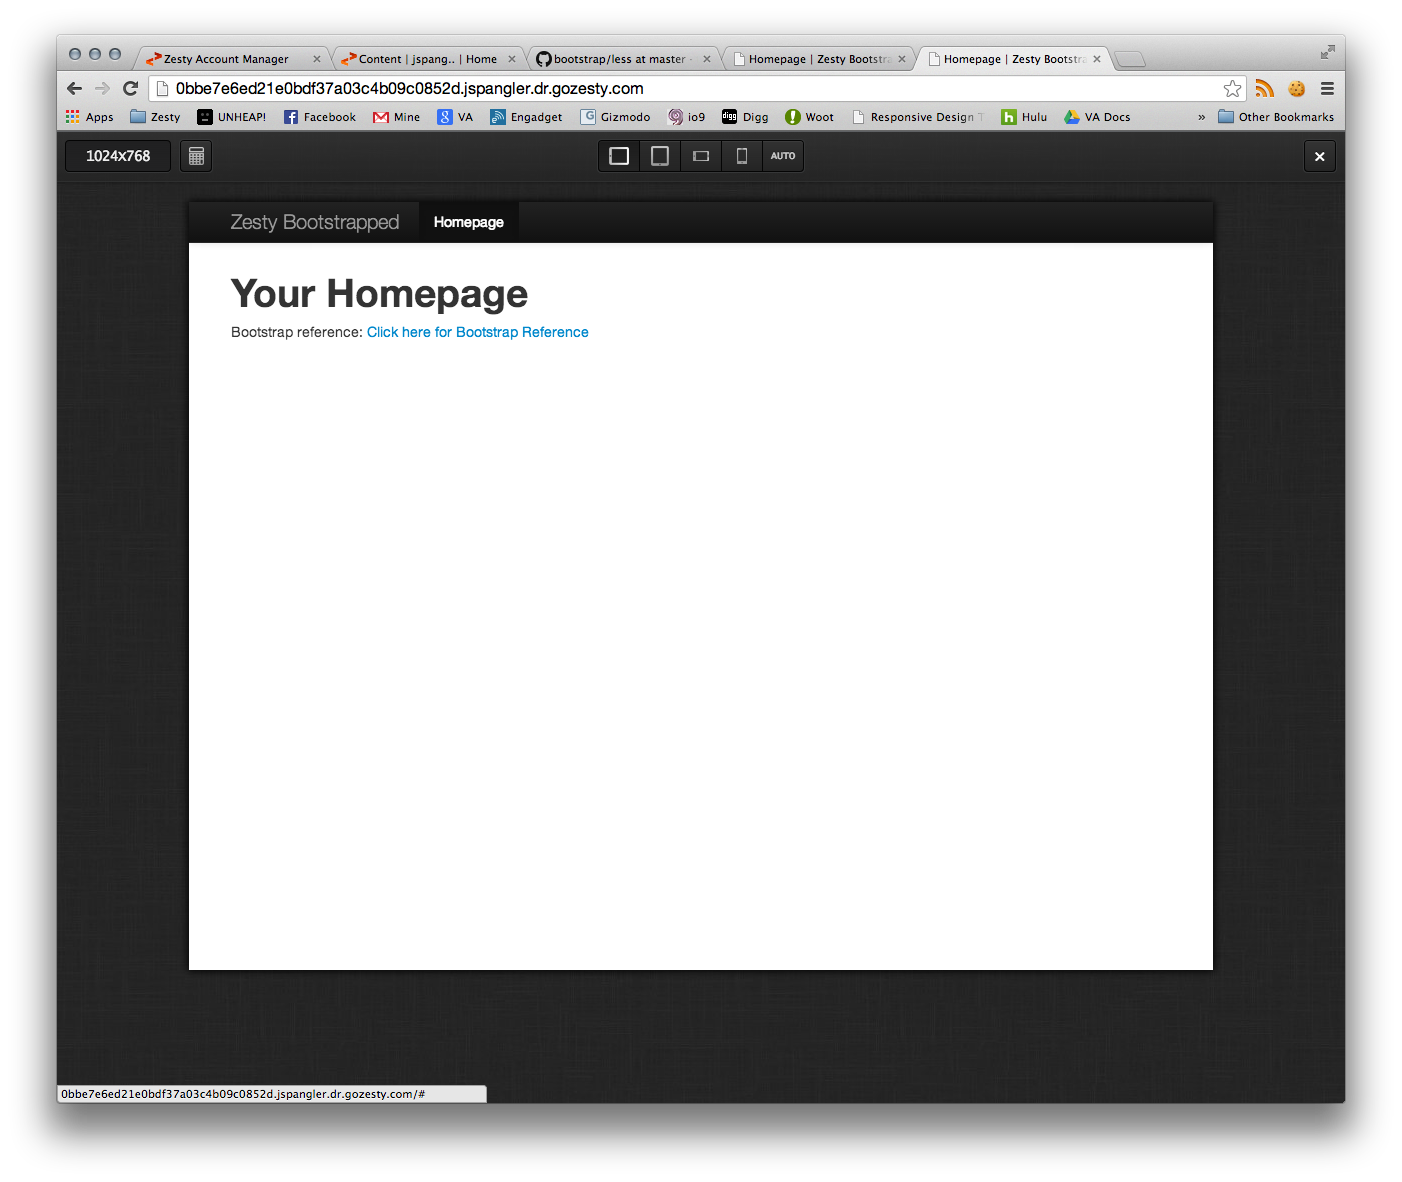 Zesty Account Manager
Content | jspang.. | Home
bootstrap/less at master
Homepage | Zesty Bootstra
Homepage | Zesty Bootstra
0bbe7e6ed21e0bdf37a03c4b09c0852d.jspangler.dr.gozesty.com
Apps Zesty UNHEAP! Facebook Mine VA Engadget Gizmodo io9 Digg Woot Responsive Design Hulu VA Docs » Other Bookmarks
1024x768 AUTO
Zesty Bootstrapped Homepage
Your Homepage
Bootstrap reference: Click here for Bootstrap Reference
0bbe7e6ed21e0bdf37a03c4b09c0852d.jspangler.dr.gozesty.com/#